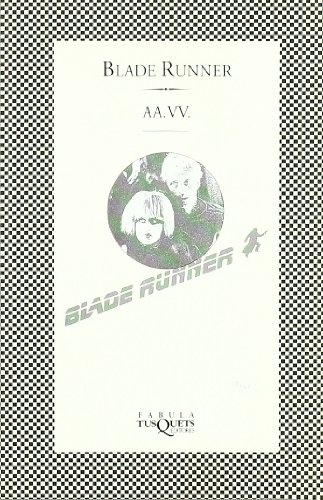 BLADE RUNNER
AA.VV.
BLADE RUNNER
FABULA
TUSQUETS
EDITORES